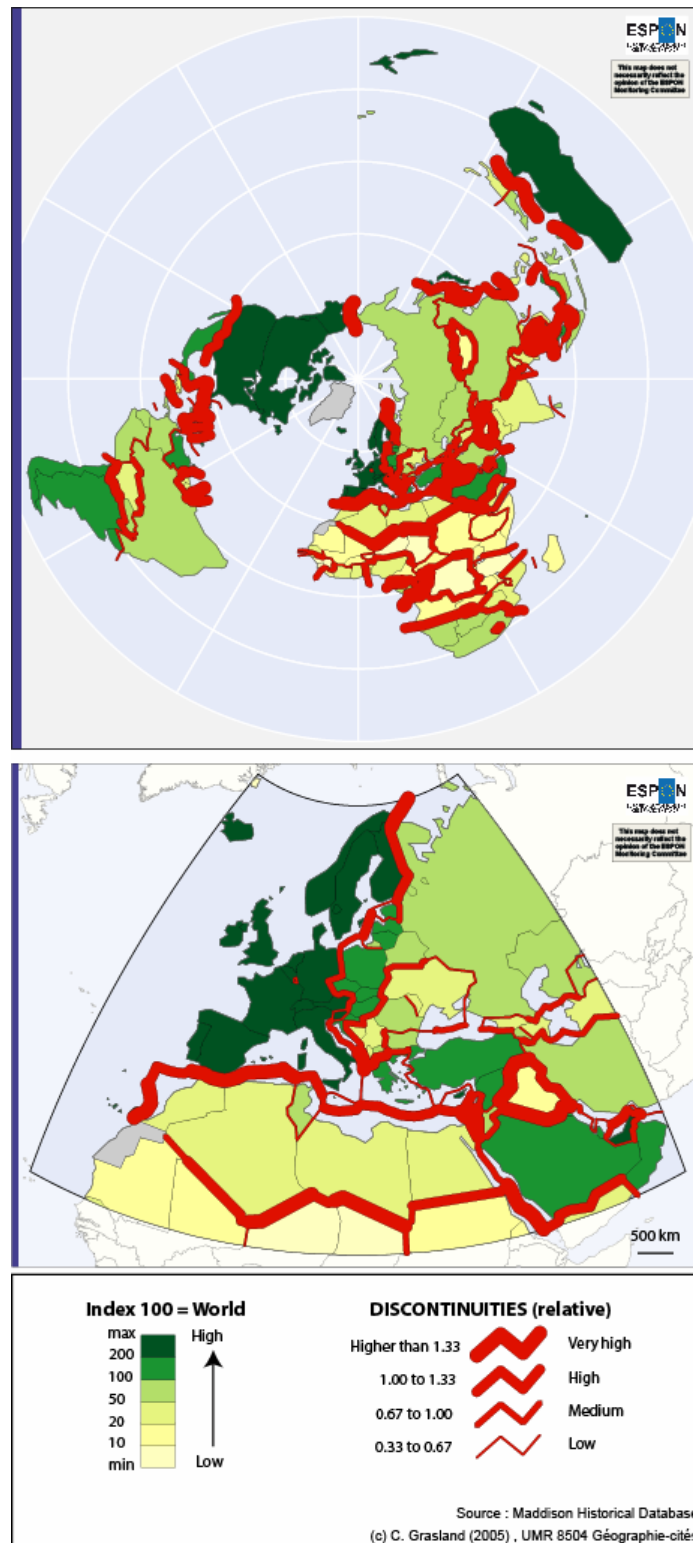 ESPON
This map does not
necessarily reflect the
opinion of the ESPON
Monitoring Committee
ESPON
This map does not
necessarily reflect the
opinion of the ESPON
Monitoring Committee
500 km
Index 100 = World
DISCONTINUITIES (relative)
max
200
100
50
20
10
min
High
Low
Higher than 1.33
Very high
1.00 to 1.33
High
0.67 to 1.00
Medium
0.33 to 0.67
Low
Source : Maddison Historical Database
(c) C. Grasland (2005) , UMR 8504 Géographie-cités